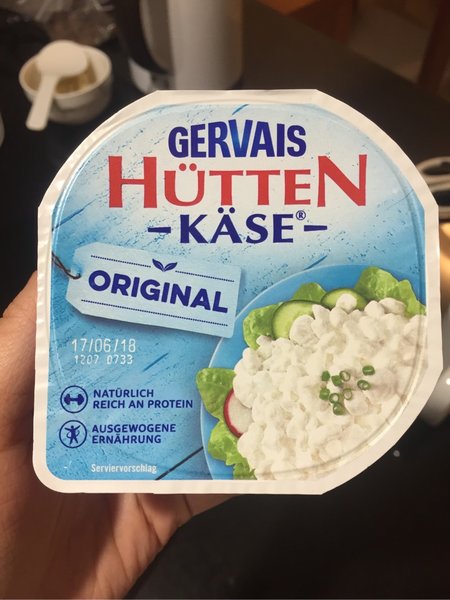 GERVAIS
HÜTTEN
-KÄSE®-
ORIGINAL
17/06/18
1207 0733
NATÜRLICH
REICH AN PROTEIN
AUSGEWOGENE
ERNÄHRUNG
Serviervorschlag